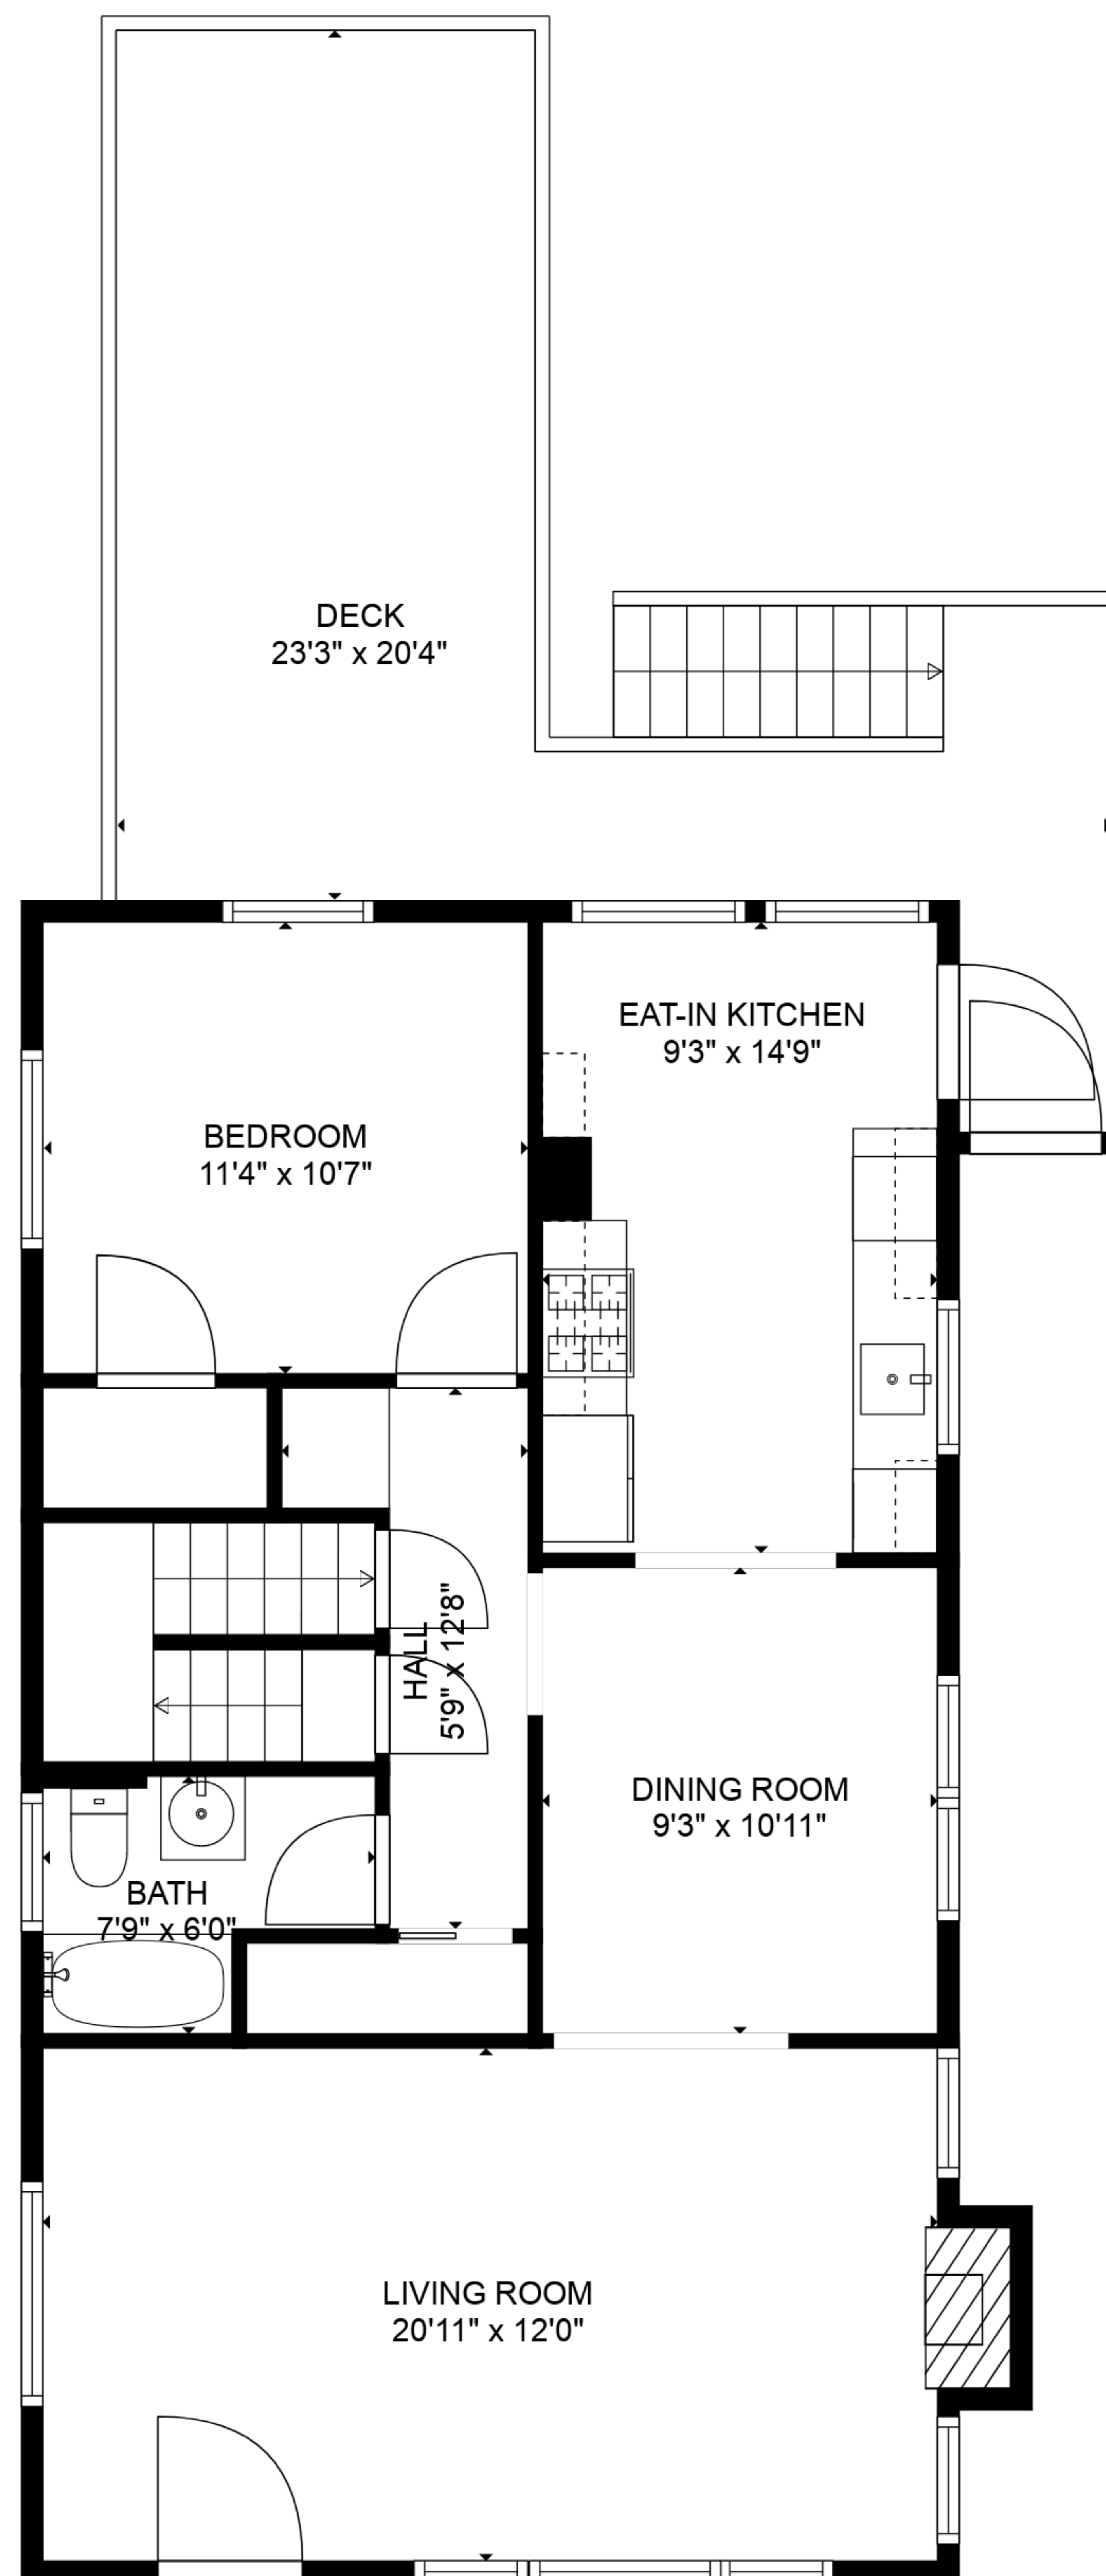 DECK
23'3" x 20'4"
EAT-IN KITCHEN
9'3" x 14'9"
BEDROOM
11'4" x 10'7"
HALL
5'9" x 12'8"
DINING ROOM
9'3" x 10'11"
BATH
7'9" x 6'0"
LIVING ROOM
20'11" x 12'0"